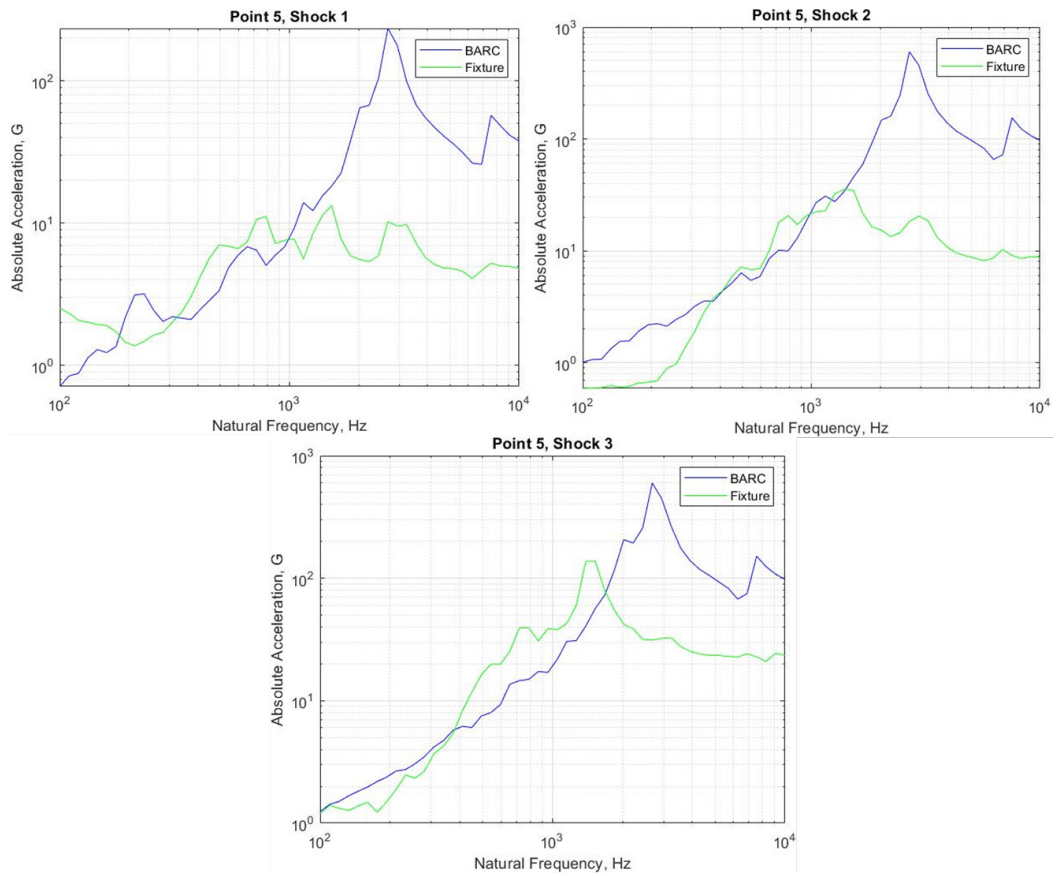 Point 5, Shock 1
BARC
Fixture
Absolute Acceleration, G
10^2
10^1
10^0
10^2
10^3
10^4
Natural Frequency, Hz
Point 5, Shock 2
BARC
Fixture
Absolute Acceleration, G
10^3
10^2
10^1
10^0
10^2
10^3
10^4
Natural Frequency, Hz
Point 5, Shock 3
BARC
Fixture
Absolute Acceleration, G
10^3
10^2
10^1
10^0
10^2
10^3
10^4
Natural Frequency, Hz